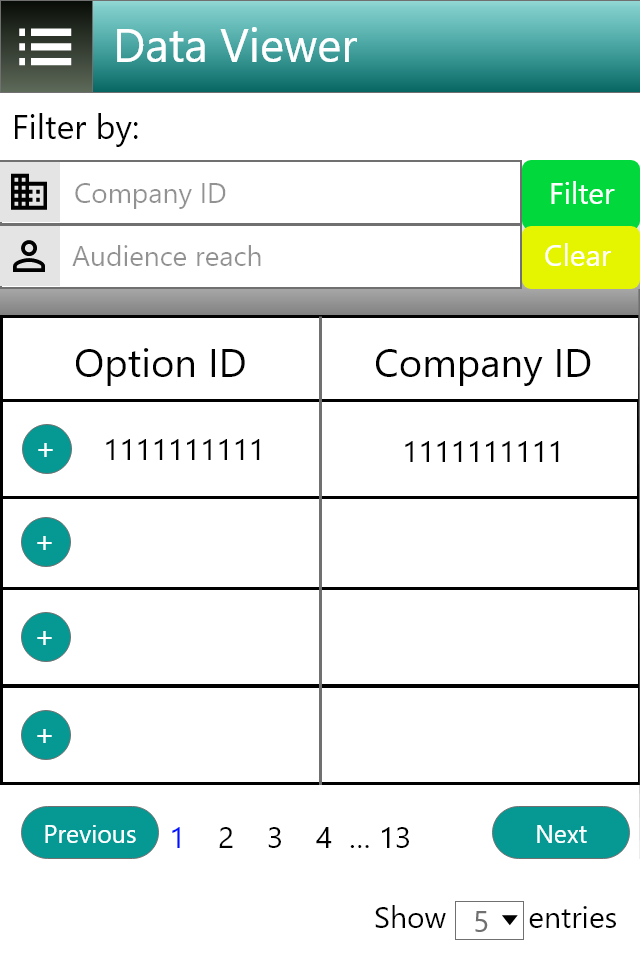 Data Viewer
Filter by:
Company ID
Filter
Audience reach
Clear
Option ID Company ID
+ 1111111111 1111111111
+
+
+
Previous 1 2 3 4 ... 13 Next
Show 5 entries